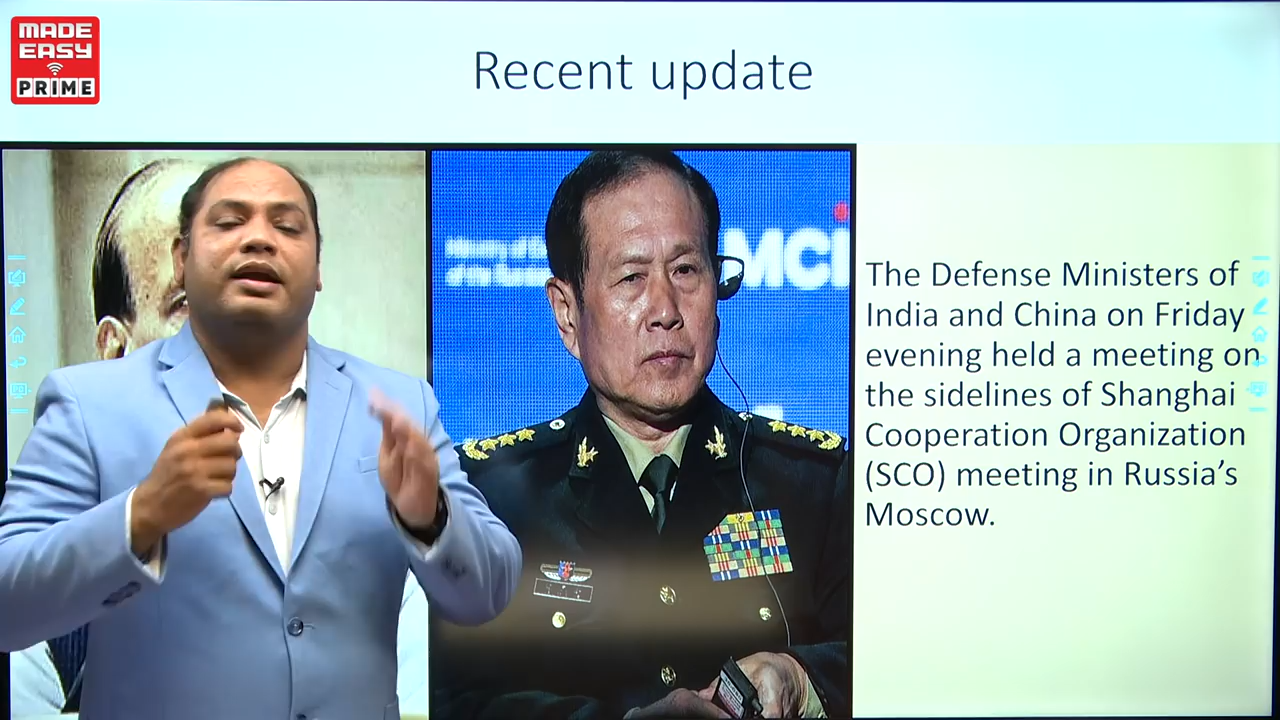 MADE
EASY
PRIME
Recent update
MCI
The Defense Ministers of
India and China on Friday
evening held a meeting on
the sidelines of Shanghai
Cooperation Organization
(SCO) meeting in Russia’s
Moscow.